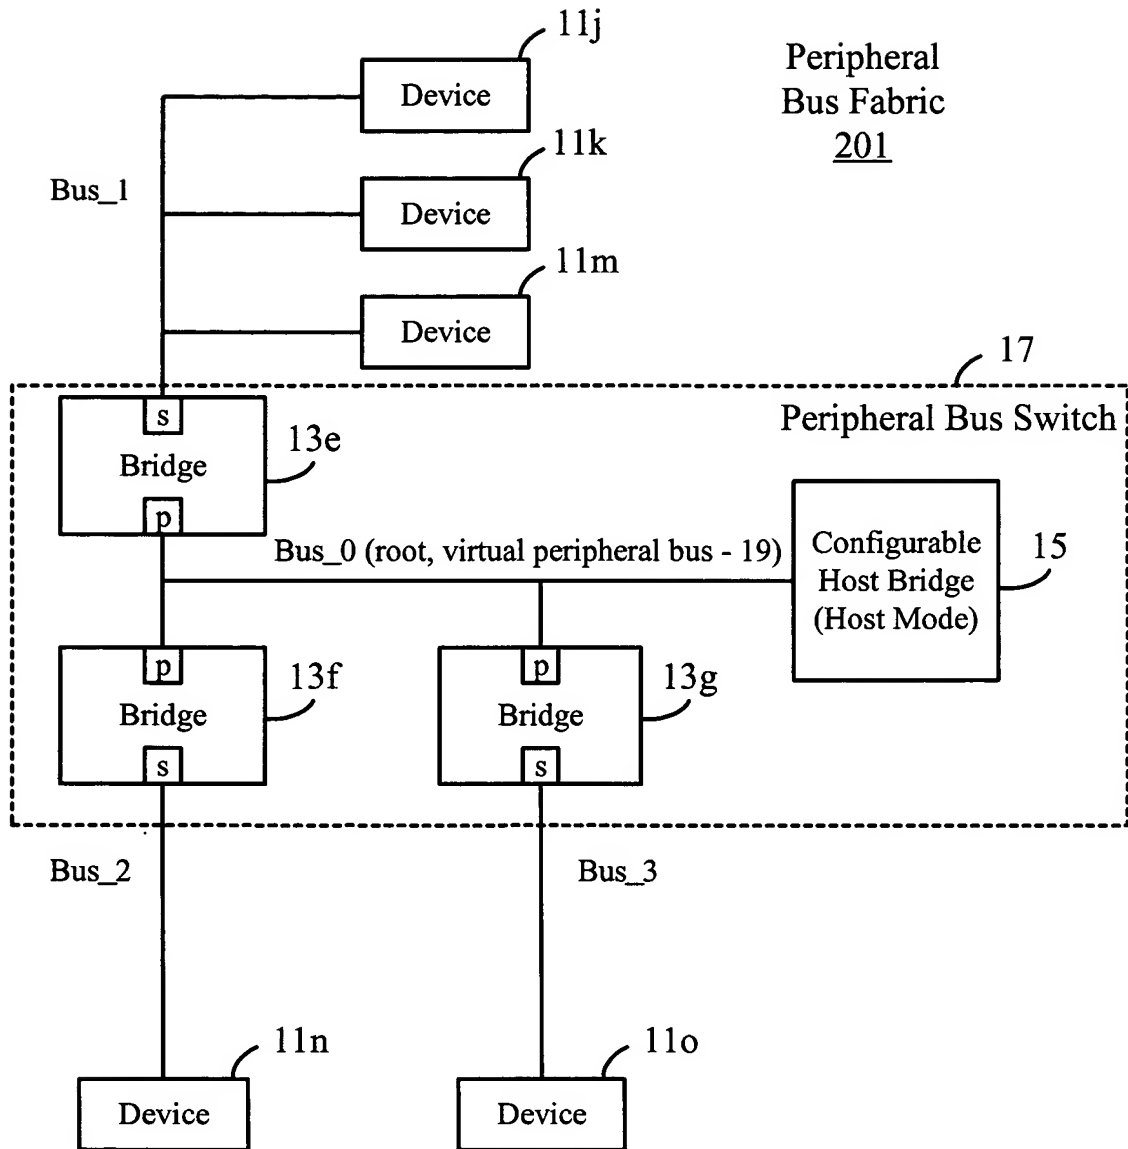 11j
Peripheral
Bus Fabric
201
Device
11k
Bus_1
Device
11m
Device
17
Peripheral Bus Switch
s
13e
Bridge
p
Bus_0 (root, virtual peripheral bus - 19)
Configurable
Host Bridge
(Host Mode)
15
p
13f
Bridge
s
p
13g
Bridge
s
Bus_2
Bus_3
11n
Device
11o
Device